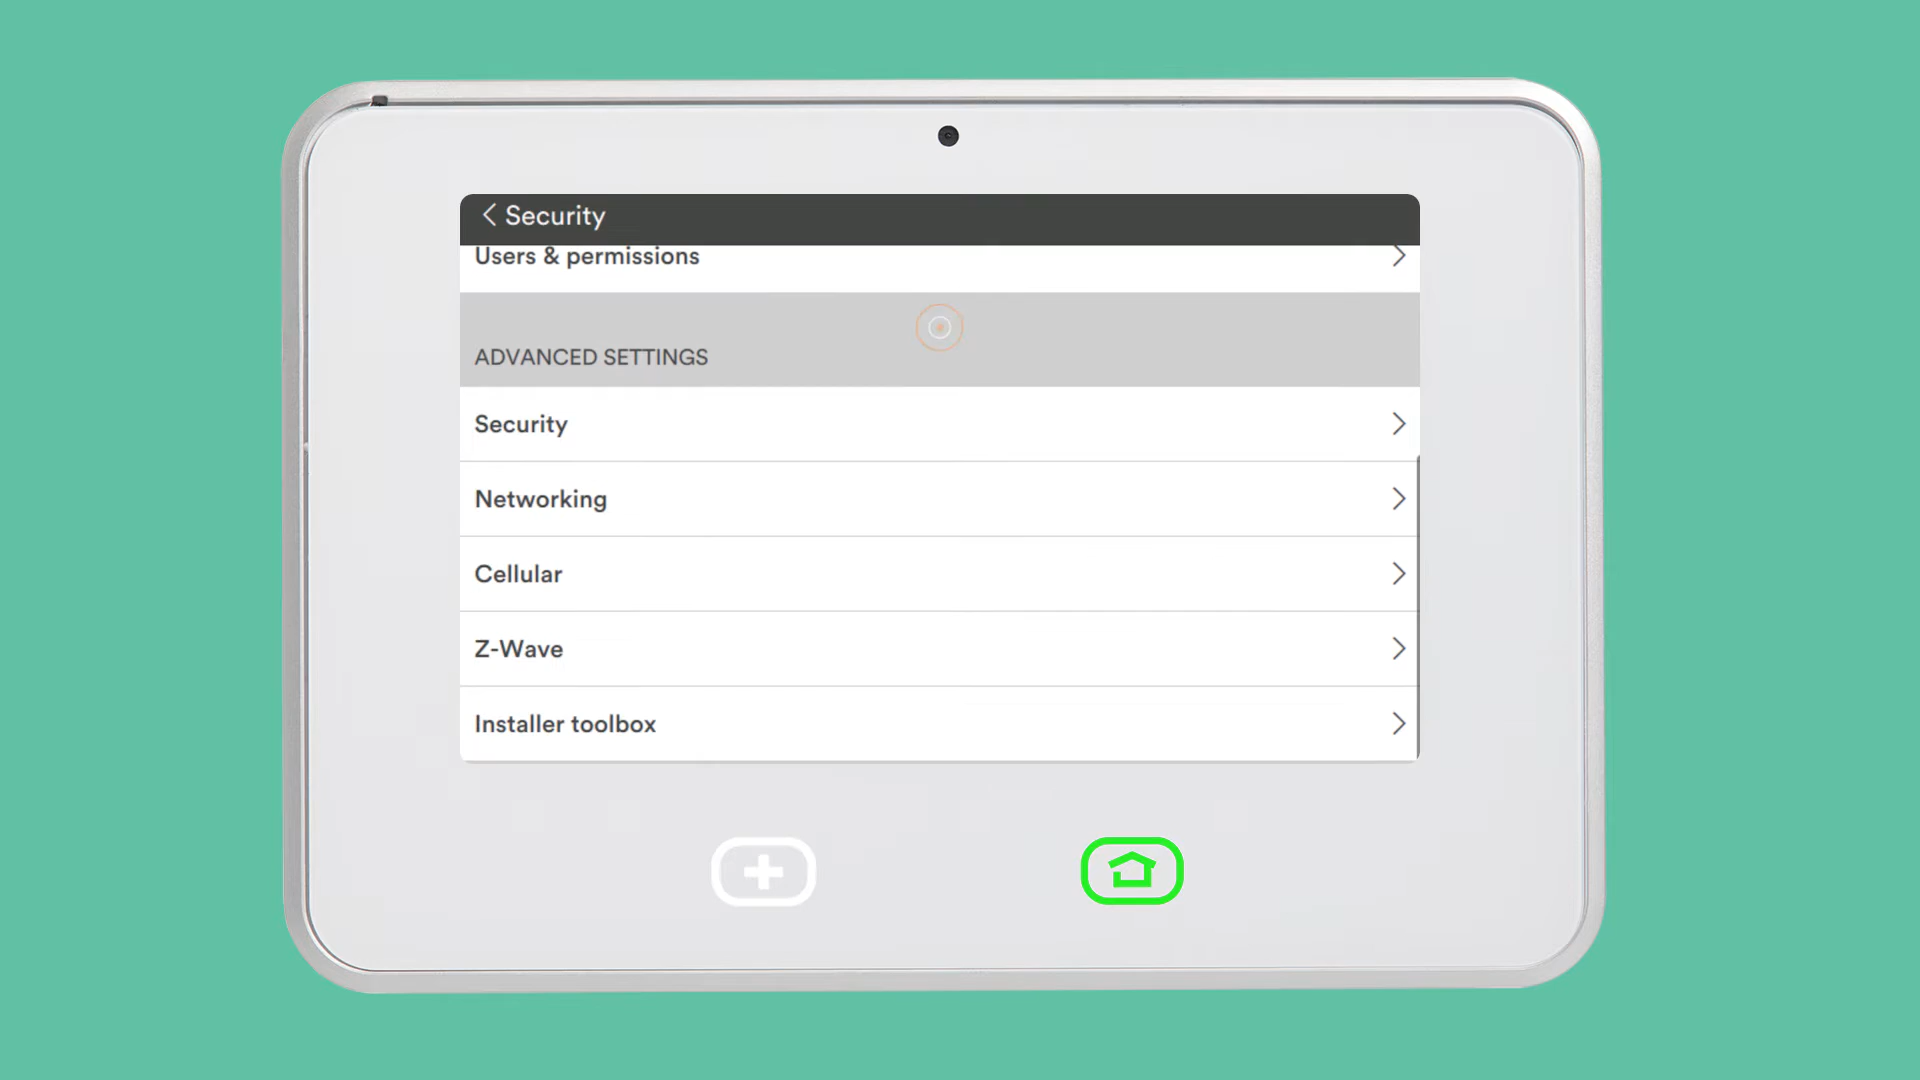 Security
Users & permissions
ADVANCED SETTINGS
Security
Networking
Cellular
Z-Wave
Installer toolbox